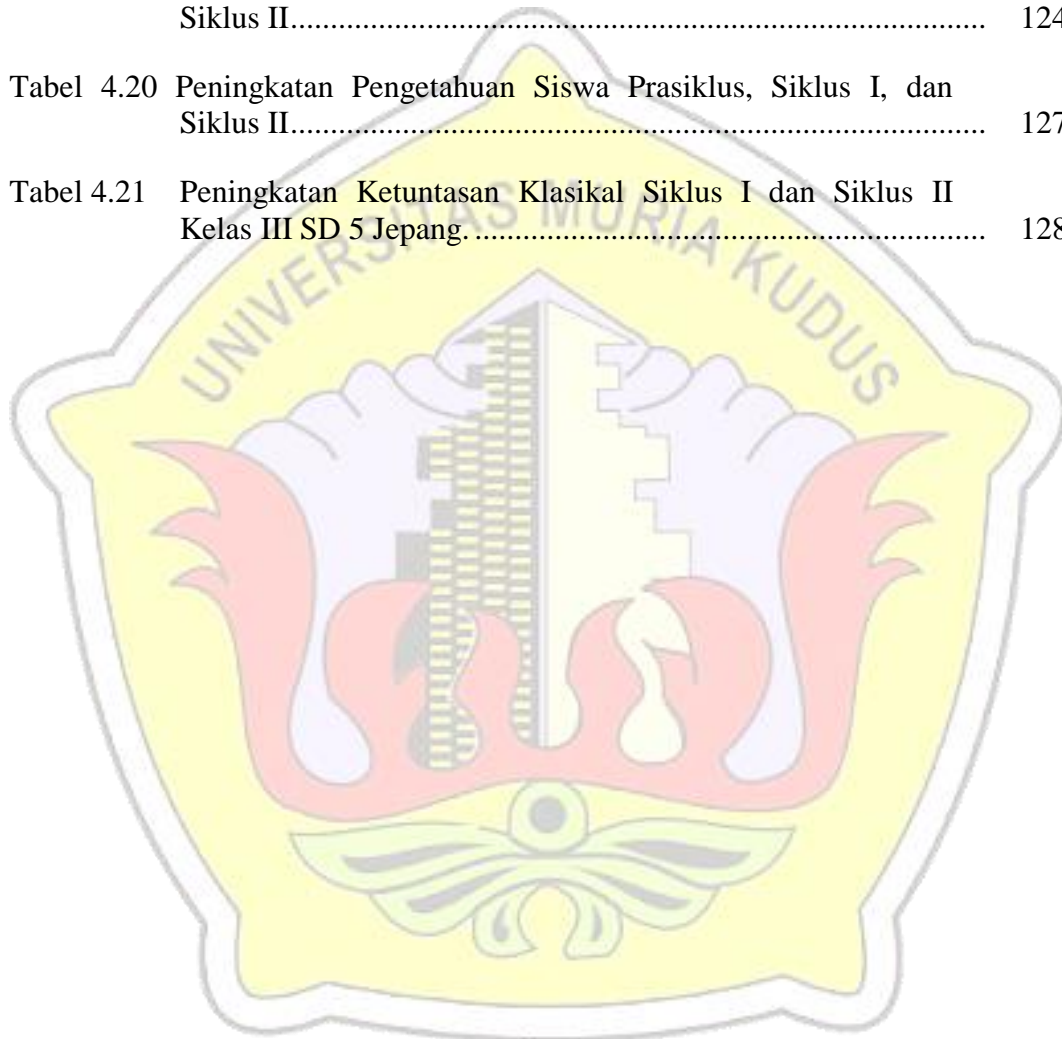 Siklus II.......................................................................................... 124
Tabel 4.20 Peningkatan Pengetahuan Siswa Prasiklus, Siklus I, dan
Siklus II.......................................................................................... 127
Tabel 4.21 Peningkatan Ketuntasan Klasikal Siklus I dan Siklus II
Kelas III SD 5 Jepang. ................................................................. 128
UNIVERSITAS MURIA KUDUS